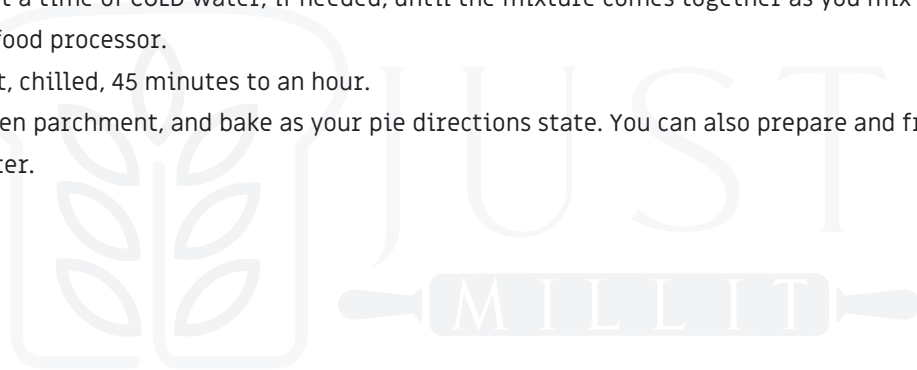 t a time of COLD water, if needed, until the mixture comes together as you mix
food processor.
t, chilled, 45 minutes to an hour.
en parchment, and bake as your pie directions state. You can also prepare and fr
ter.
JUST
MILLIT